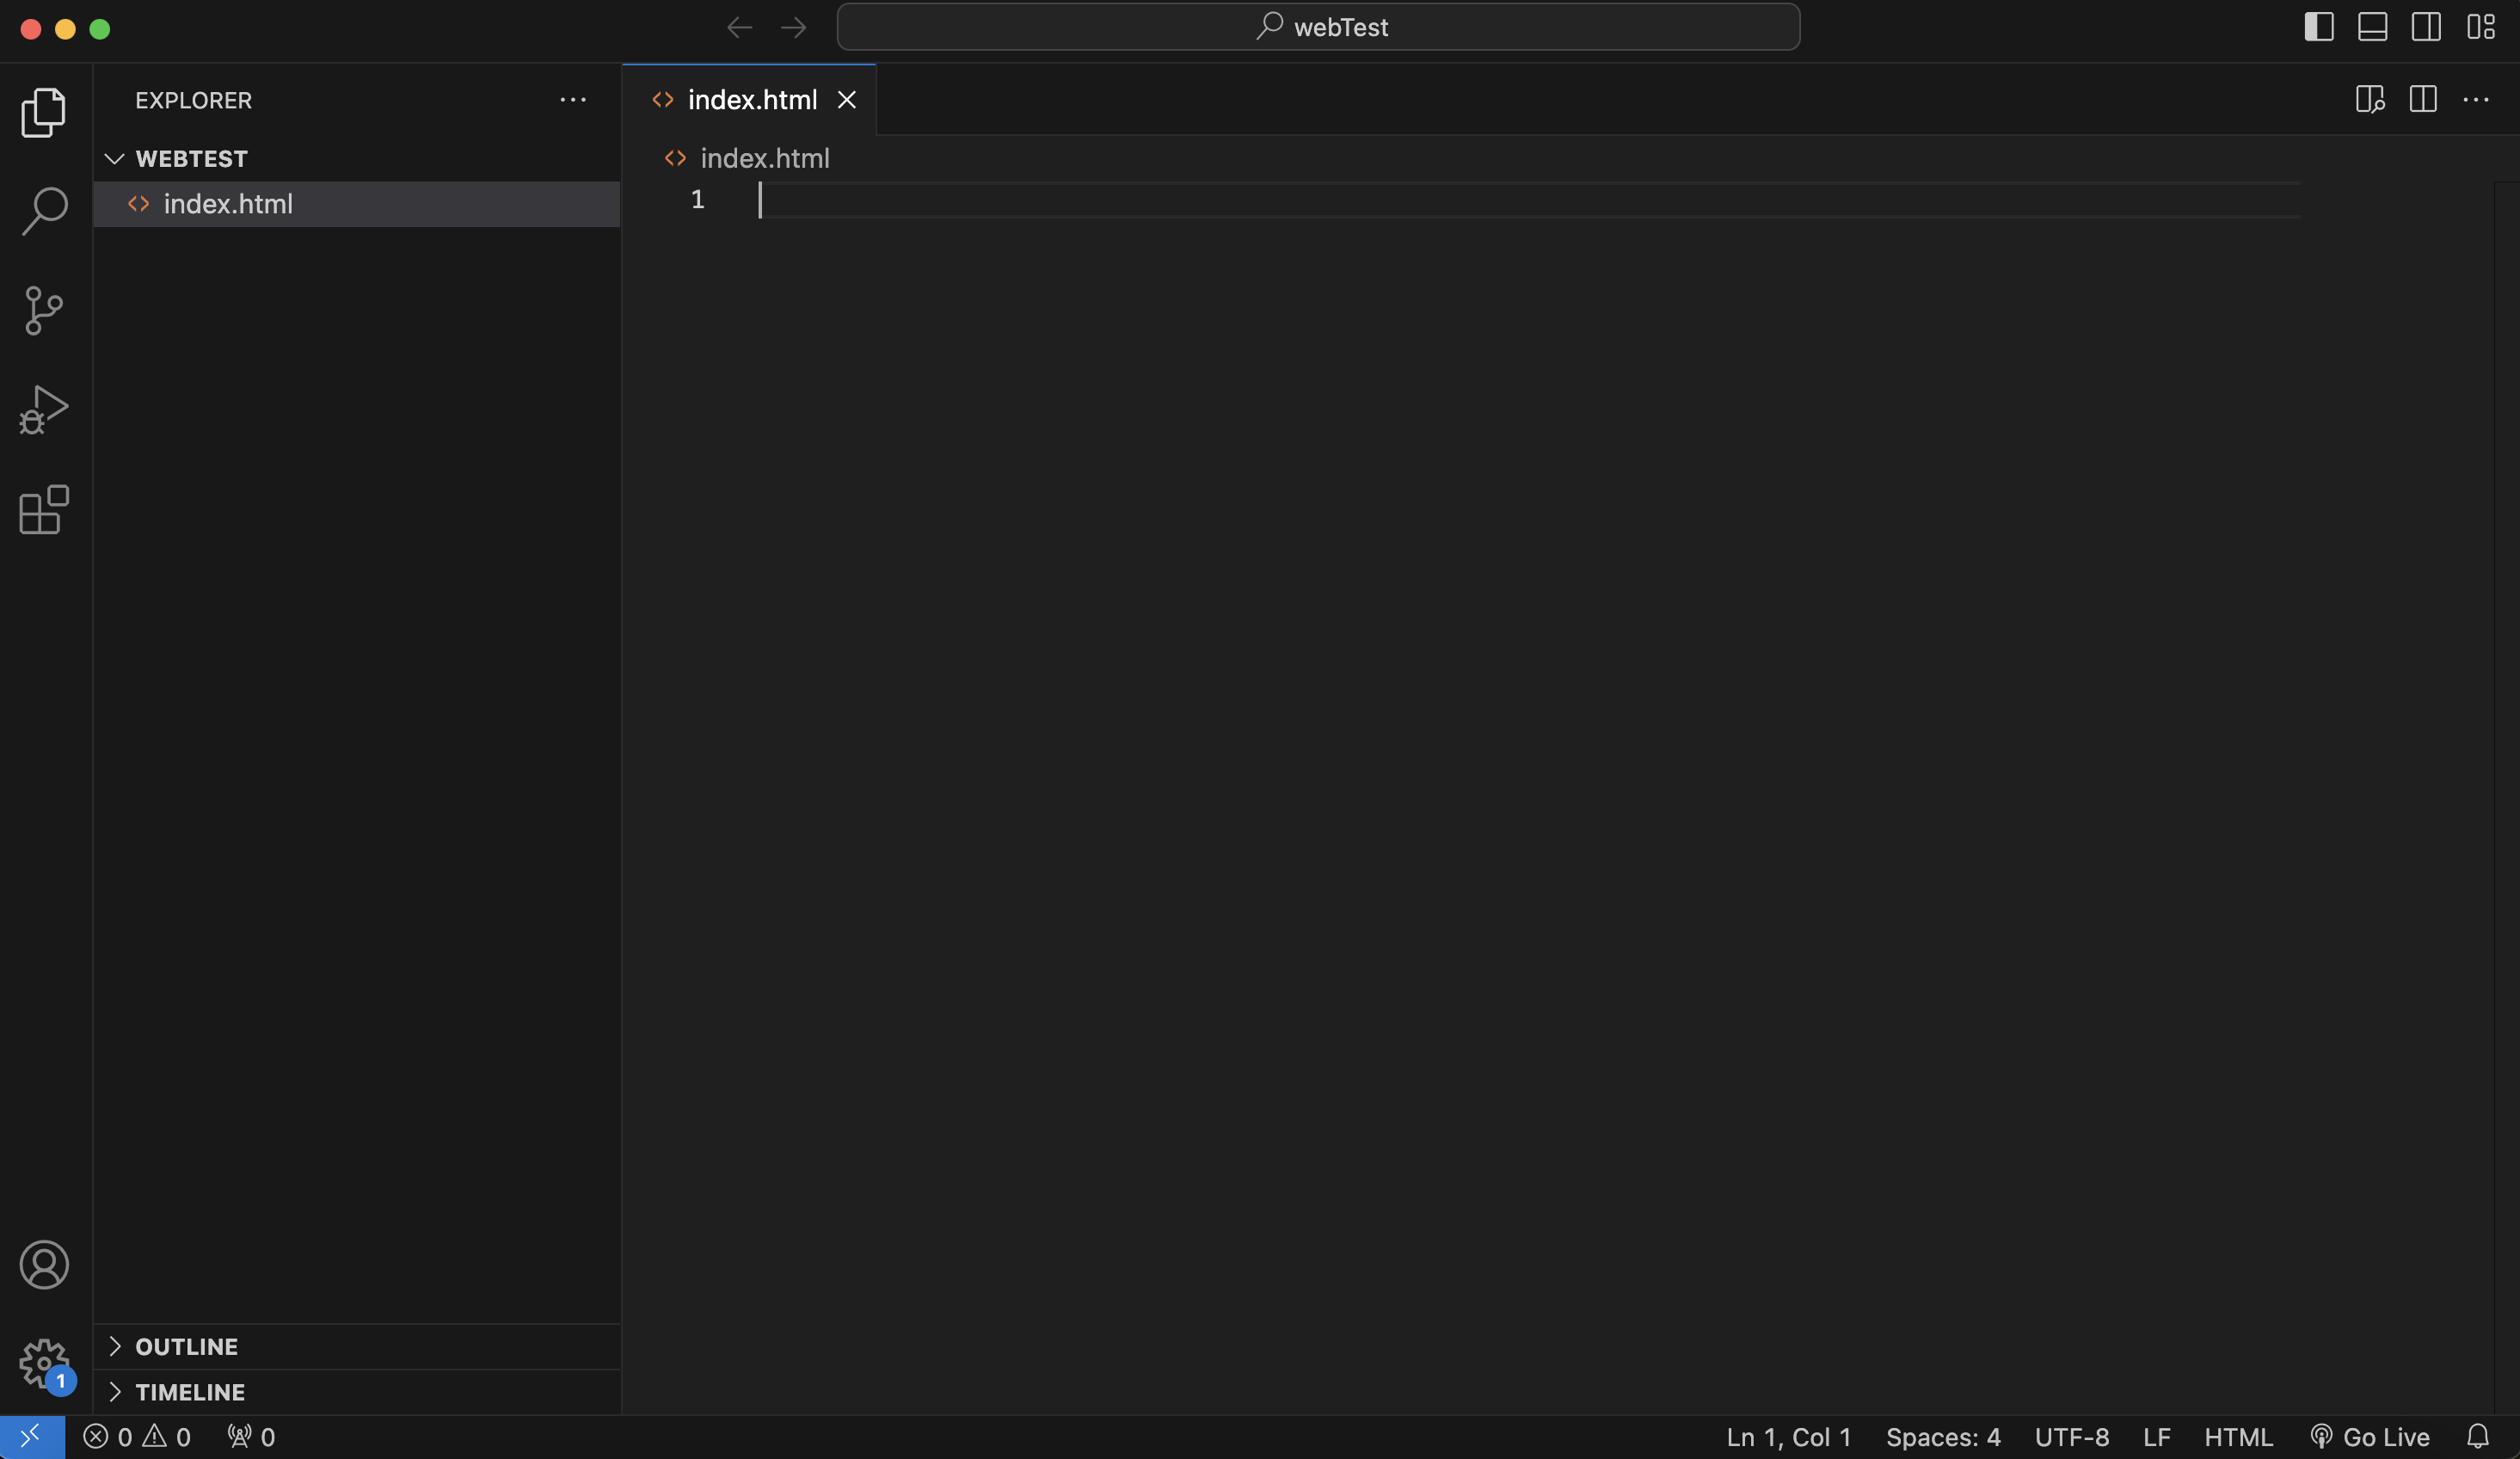 webTest
EXPLORER
index.html
WEBTEST
index.html
index.html
1
OUTLINE
TIMELINE
1
0 0 0
Ln 1, Col 1 Spaces: 4 UTF-8 LF HTML Go Live